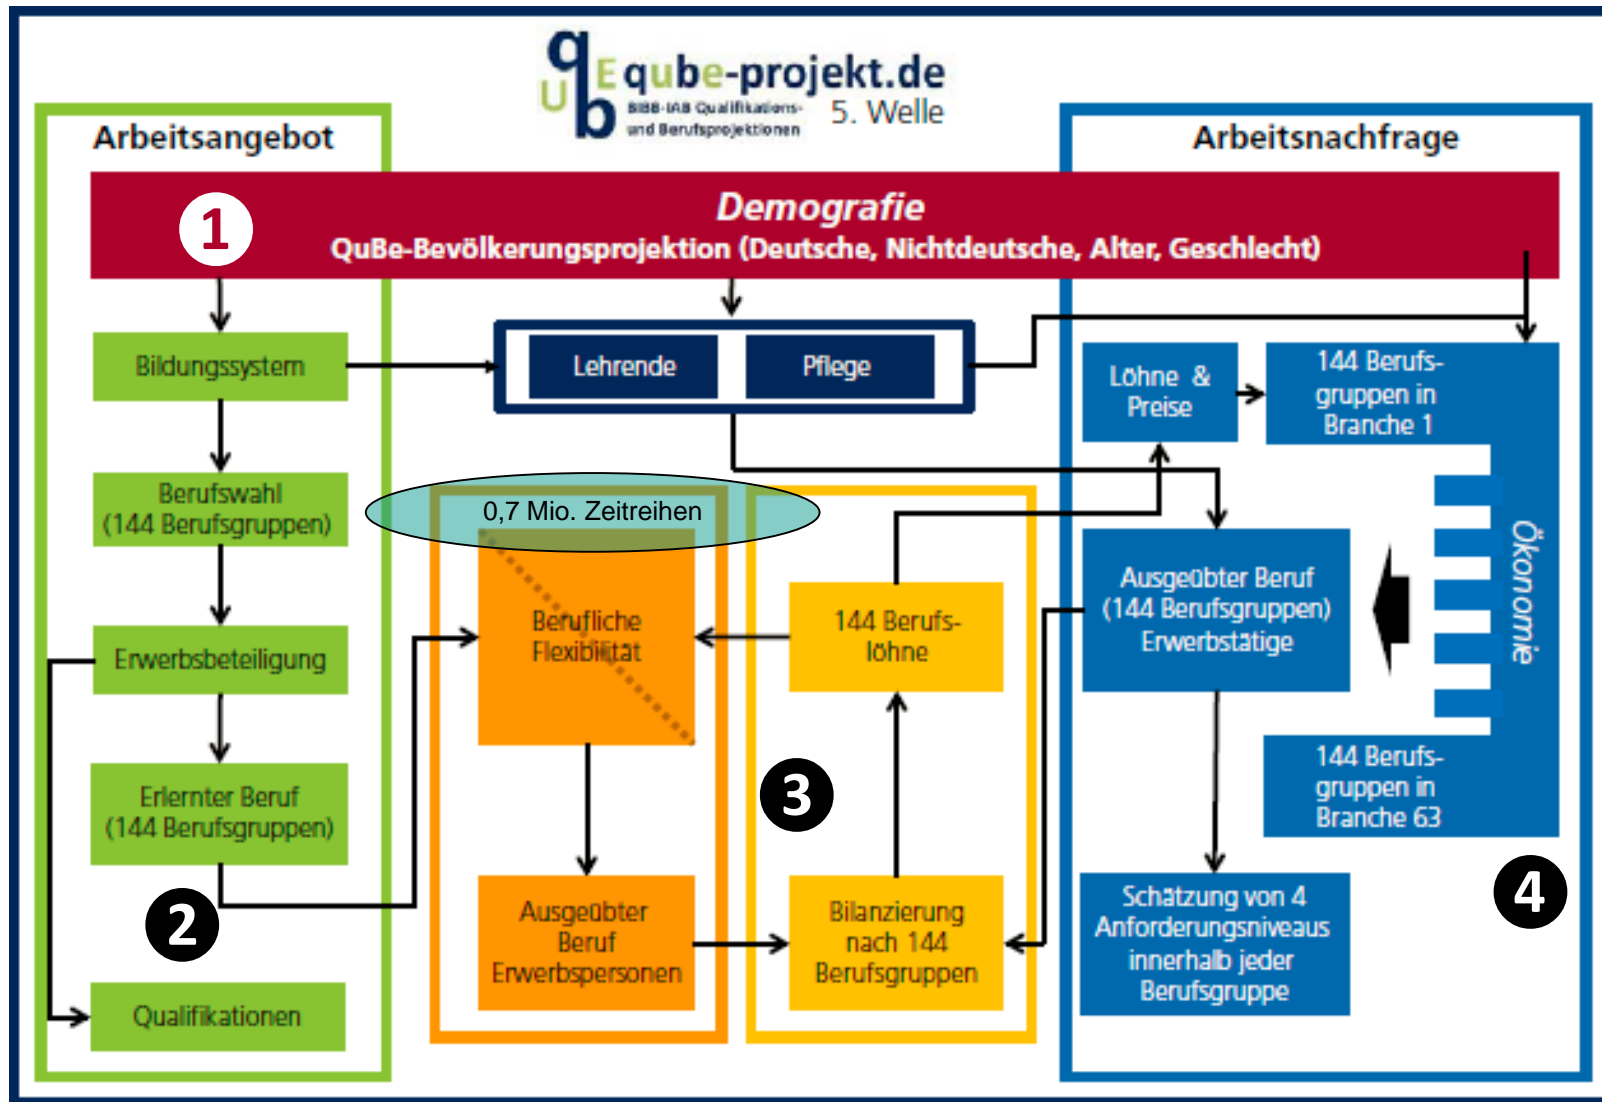 qUBE qube-projekt.de
BIBB-IAB Qualifikations-
und Berufsprojektionen
5. Welle
Arbeitsangebot
Arbeitsnachfrage
1
Demografie
QuBe-Bevölkerungsprojektion (Deutsche, Nichtdeutsche, Alter, Geschlecht)
Bildungssystem
Lehrende
Pflege
Löhne &
Preise
144 Berufs-
gruppen in
Branche 1
Berufswahl
(144 Berufsgruppen)
0,7 Mio. Zeitreihen
Berufliche
Flexibilität
144 Berufs-
löhne
Ausgeübter Beruf
(144 Berufsgruppen)
Erwerbstätige
Ökonomie
Erwerbsbeteiligung
Erlernter Beruf
(144 Berufsgruppen)
3
144 Berufs-
gruppen in
Branche 63
2
Ausgeübter
Beruf
Erwerbspersonen
Bilanzierung
nach 144
Berufsgruppen
Schätzung von 4
Anforderungsniveaus
innerhalb jeder
Berufsgruppe
4
Qualifikationen